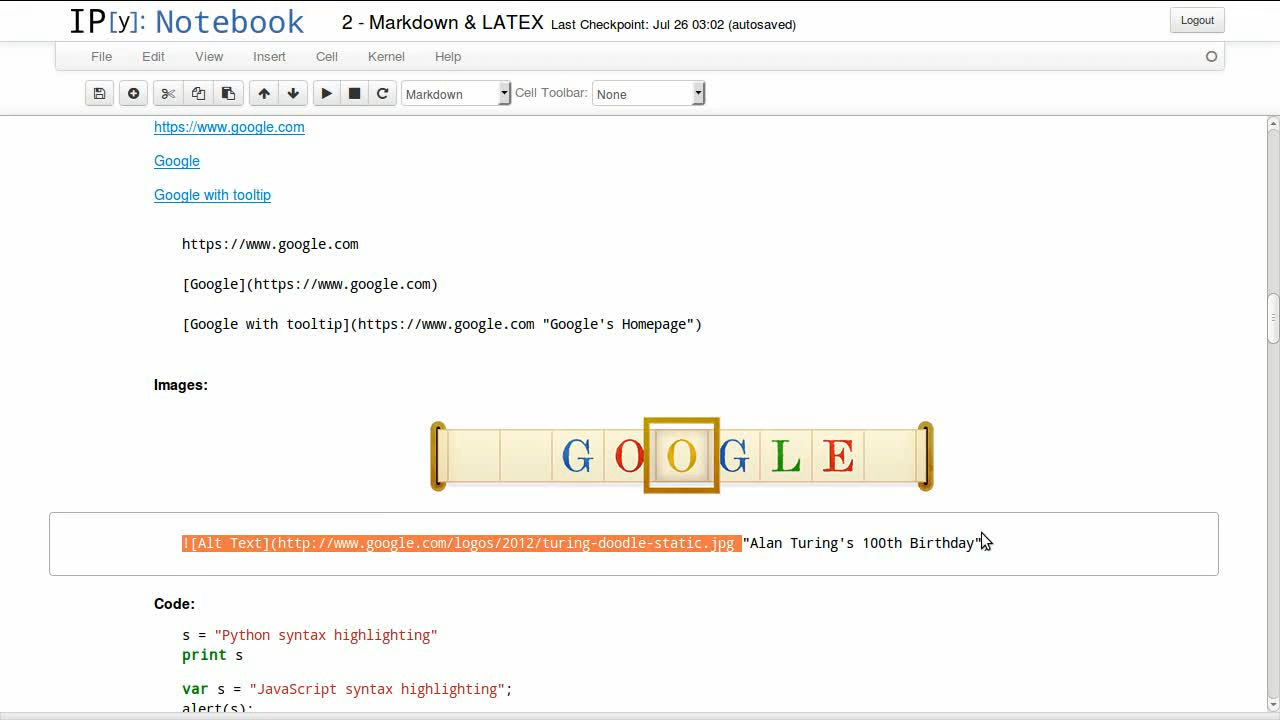 IP[y]: Notebook 2 - Markdown & LATEX Last Checkpoint: Jul 26 03:02 (autosaved) Logout
File Edit View Insert Cell Kernel Help
Markdown Cell Toolbar: None
https://www.google.com
Google
Google with tooltip
https://www.google.com
[Google](https://www.google.com)
[Google with tooltip](https://www.google.com "Google's Homepage")
Images:
G O O G L E
![Alt Text](http://www.google.com/logos/2012/turing-doodle-static.jpg "Alan Turing's 100th Birthday"
Code:
s = "Python syntax highlighting"
print s
var s = "JavaScript syntax highlighting";
alert(s);